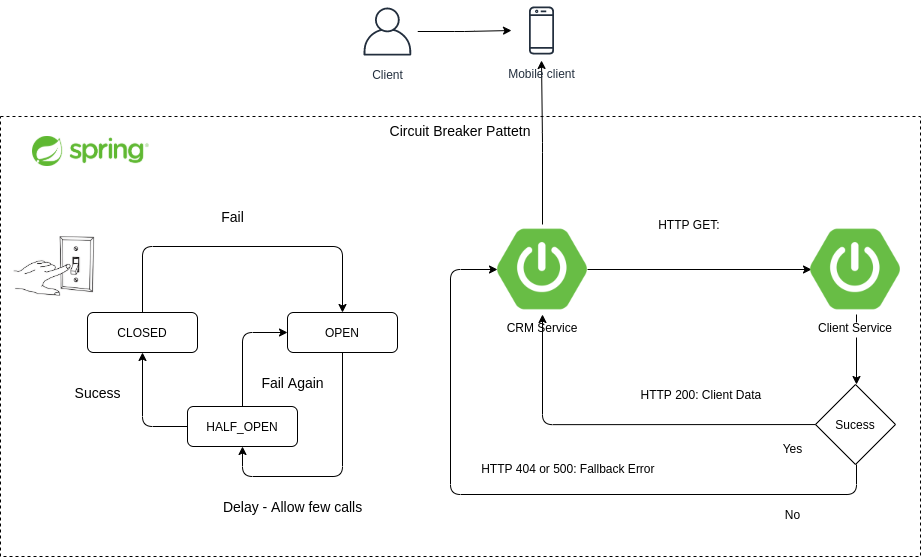 Client
Mobile client
Circuit Breaker Pattetn
spring
Fail
HTTP GET:
CLOSED
OPEN
CRM Service
Client Service
Fail Again
Sucess
HTTP 200: Client Data
HALF_OPEN
Sucess
Yes
HTTP 404 or 500: Fallback Error
Delay - Allow few calls
No